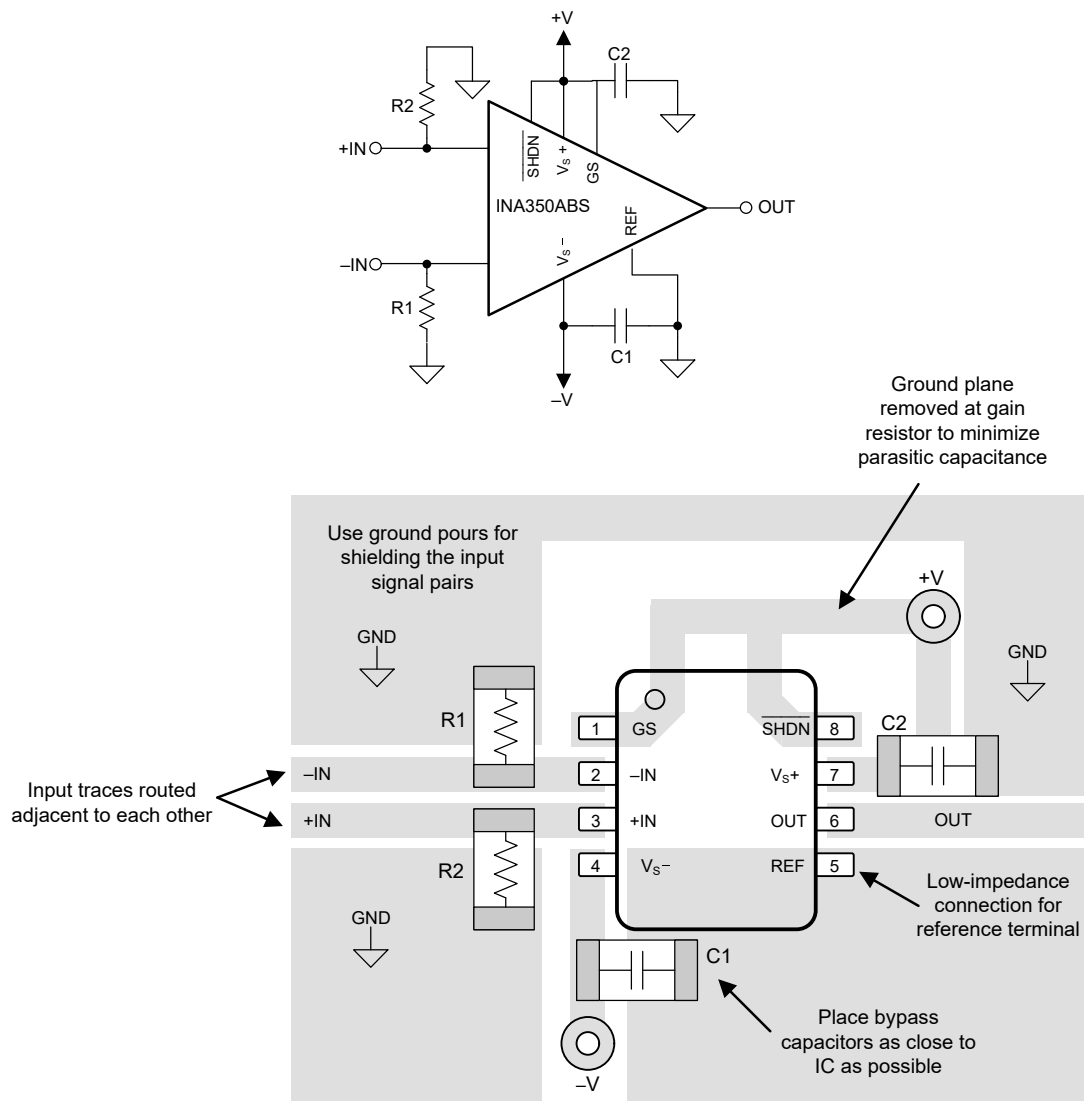 +V
C2
R2
+IN
SHDN
VS +
GS
INA350ABS
OUT
REF
VS –
–IN
R1
C1
–V
Ground plane
removed at gain
resistor to minimize
parasitic capacitance
Use ground pours for
shielding the input
signal pairs
+V
GND
GND
R1
C2
1
GS
SHDN
8
Input traces routed
adjacent to each other
–IN
2
–IN
VS+
7
+IN
3
+IN
OUT
6
OUT
R2
4
VS–
REF
5
Low-impedance
connection for
reference terminal
GND
C1
Place bypass
capacitors as close to
IC as possible
–V